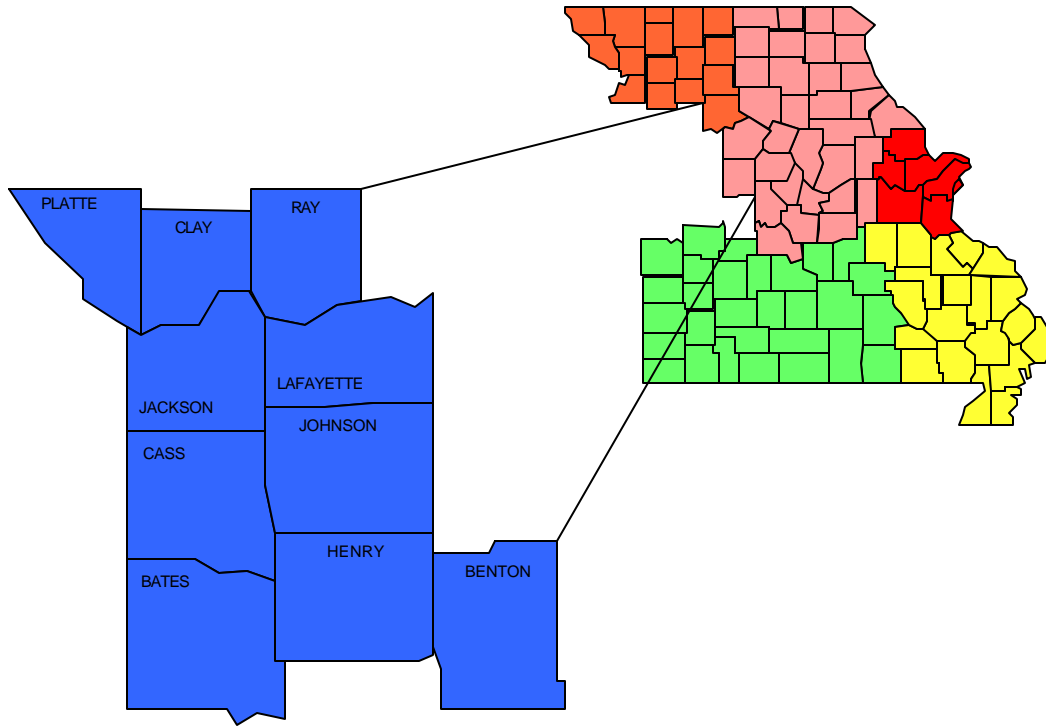 PLATTE
CLAY
RAY
LAFAYETTE
JACKSON
JOHNSON
CASS
HENRY
BENTON
BATES